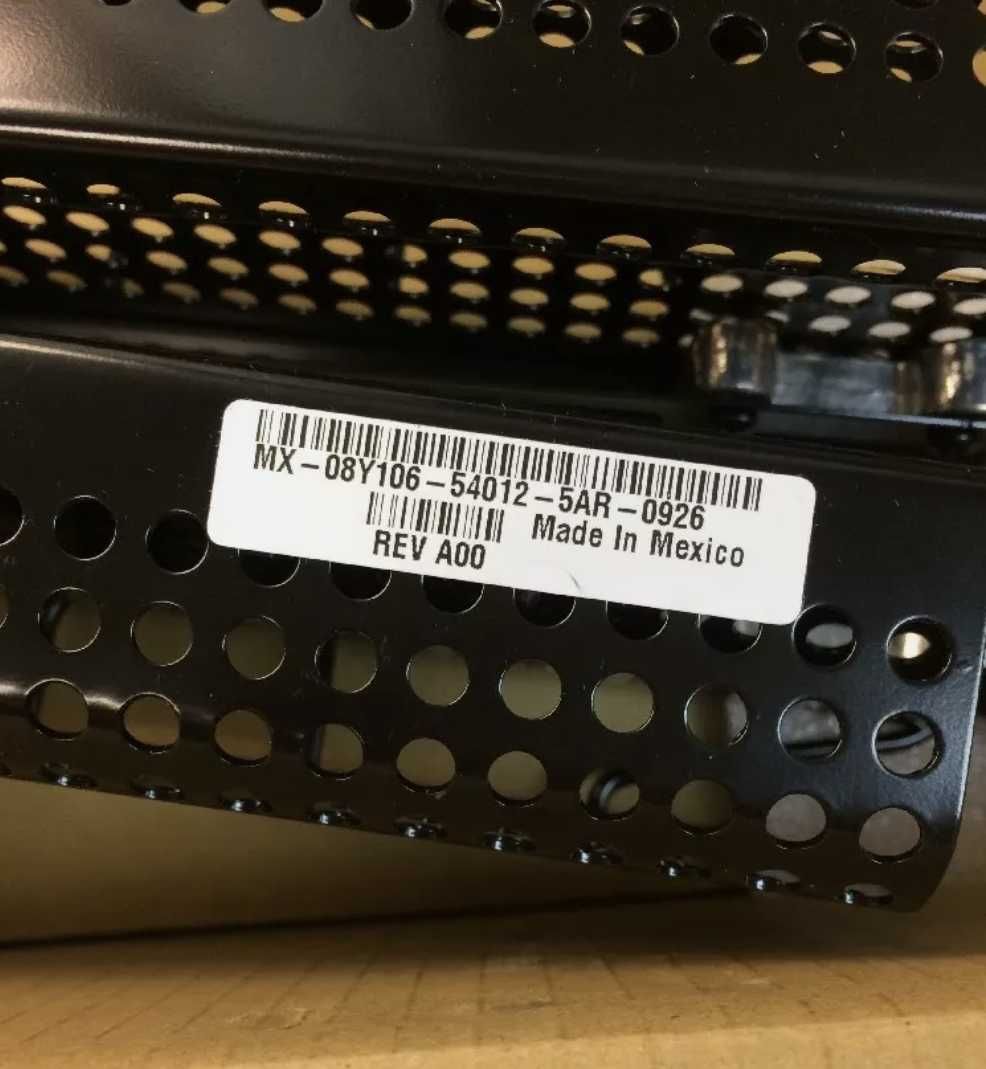 MX-08Y106-54012-5AR-0926
Made In Mexico
REV A00